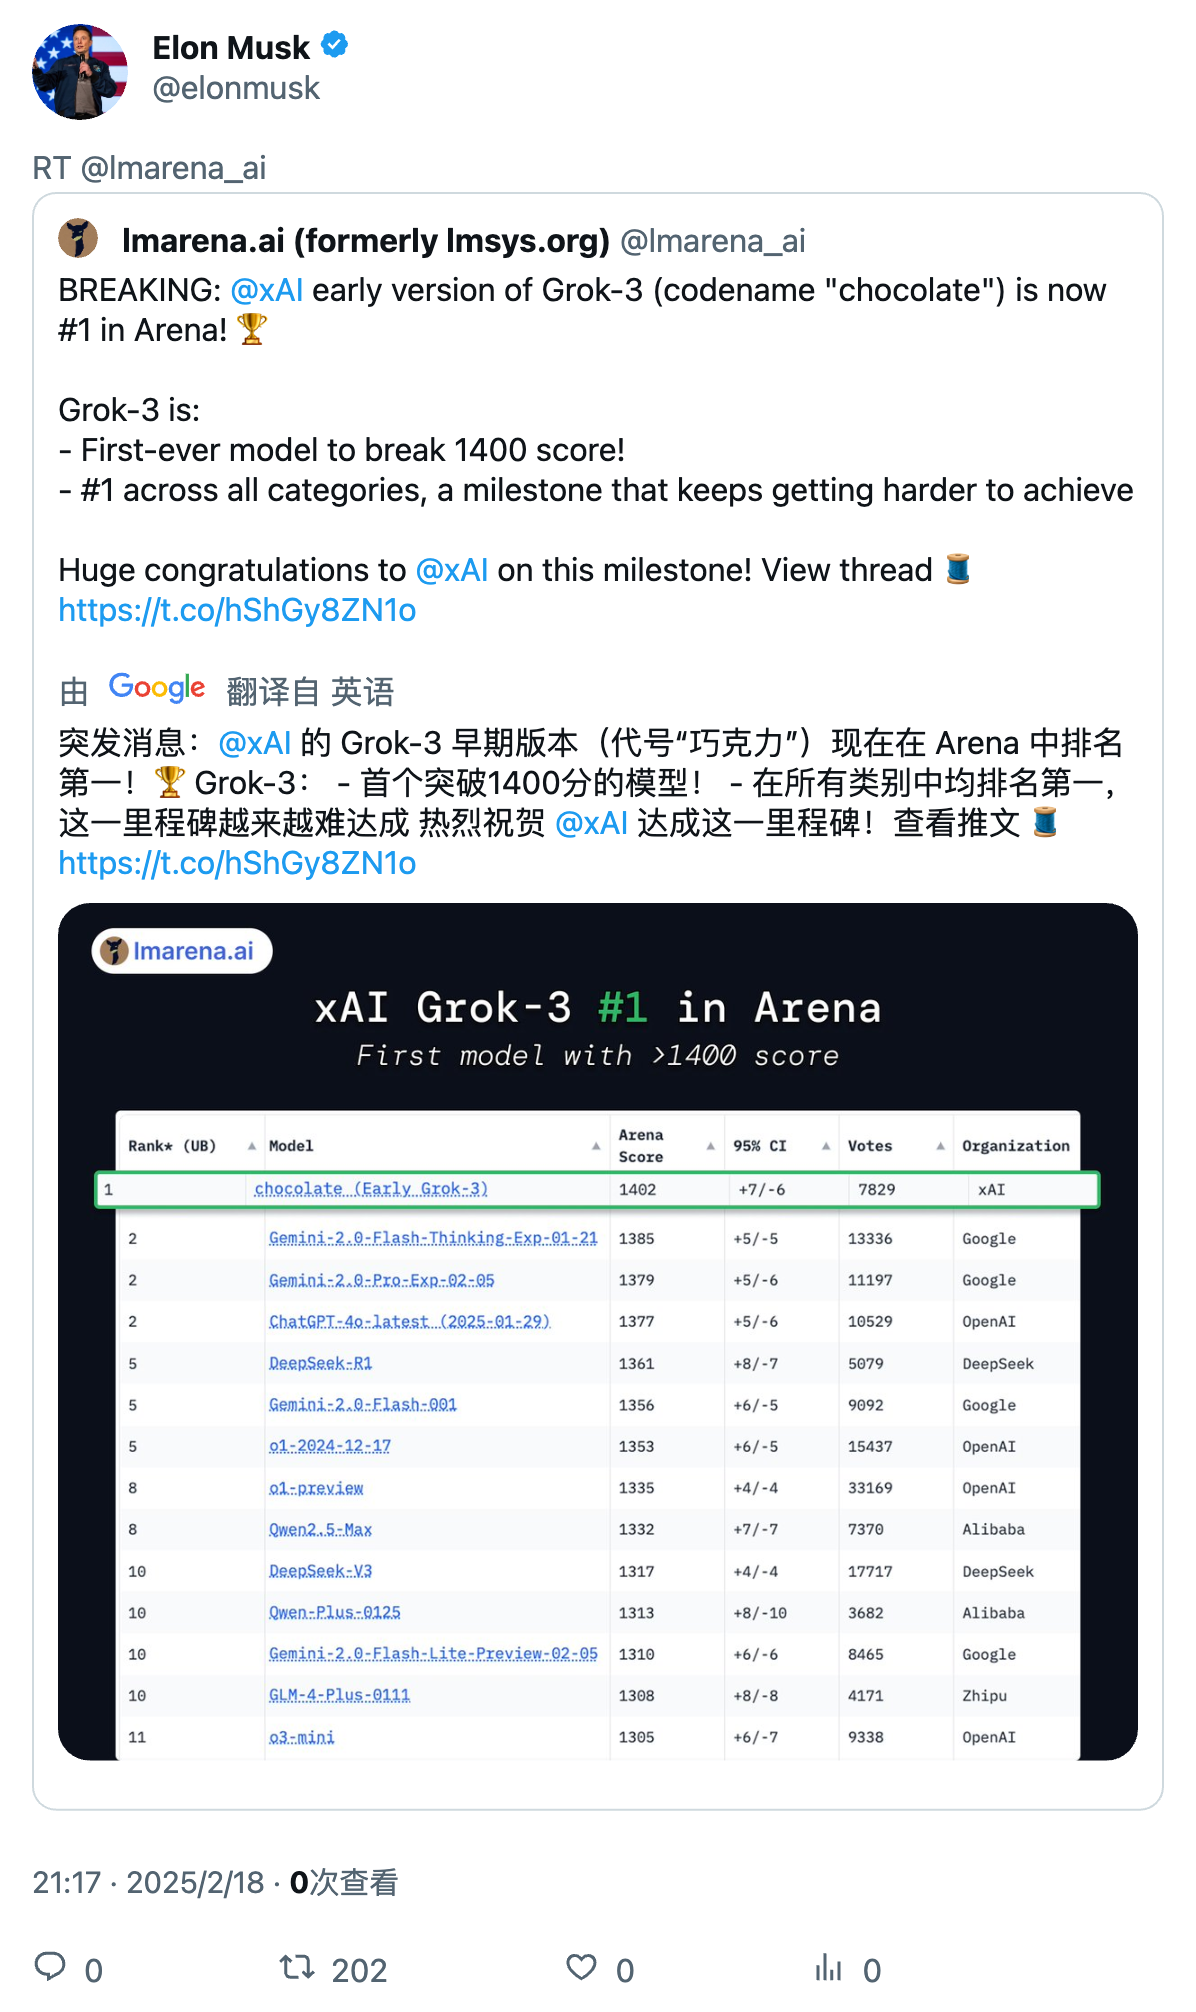 Elon Musk
@elonmusk
RT @lmarena_ai
lmarena.ai (formerly lmsys.org) @lmarena_ai
BREAKING: @xAI early version of Grok-3 (codename "chocolate") is now
#1 in Arena! 🏆
Grok-3 is:
- First-ever model to break 1400 score!
- #1 across all categories, a milestone that keeps getting harder to achieve
Huge congratulations to @xAI on this milestone! View thread 🧵
https://t.co/hShGy8ZN1o
由 Google 翻译自 英语
突发消息：@xAI 的 Grok-3 早期版本（代号“巧克力”）现在在 Arena 中排名
第一！🏆 Grok-3： - 首个突破1400分的模型！ - 在所有类别中均排名第一，
这一里程碑越来越难达成 热烈祝贺 @xAI 达成这一里程碑！查看推文 🧵
https://t.co/hShGy8ZN1o
lmarena.ai
xAI Grok-3 #1 in Arena
First model with >1400 score
Rank* (UB) ▲ Model ▲ Arena Score ▲ 95% CI ▲ Votes ▲ Organization
1 chocolate (Early Grok-3) 1402 +7/-6 7829 xAI
2 Gemini-2.0-Flash-Thinking-Exp-01-21 1385 +5/-5 13336 Google
2 Gemini-2.0-Pro-Exp-02-05 1379 +5/-6 11197 Google
2 ChatGPT-4o-latest (2025-01-29) 1377 +5/-6 10529 OpenAI
5 DeepSeek-R1 1361 +8/-7 5079 DeepSeek
5 Gemini-2.0-Flash-001 1356 +6/-5 9092 Google
5 o1-2024-12-17 1353 +6/-5 15437 OpenAI
8 o1-preview 1335 +4/-4 33169 OpenAI
8 Qwen2.5-Max 1332 +7/-7 7370 Alibaba
10 DeepSeek-V3 1317 +4/-4 17717 DeepSeek
10 Qwen-Plus-0125 1313 +8/-10 3682 Alibaba
10 Gemini-2.0-Flash-Lite-Preview-02-05 1310 +6/-6 8465 Google
10 GLM-4-Plus-0111 1308 +8/-8 4171 Zhipu
11 o3-mini 1305 +6/-7 9338 OpenAI
21:17 · 2025/2/18 · 0次查看
0 202 0 0